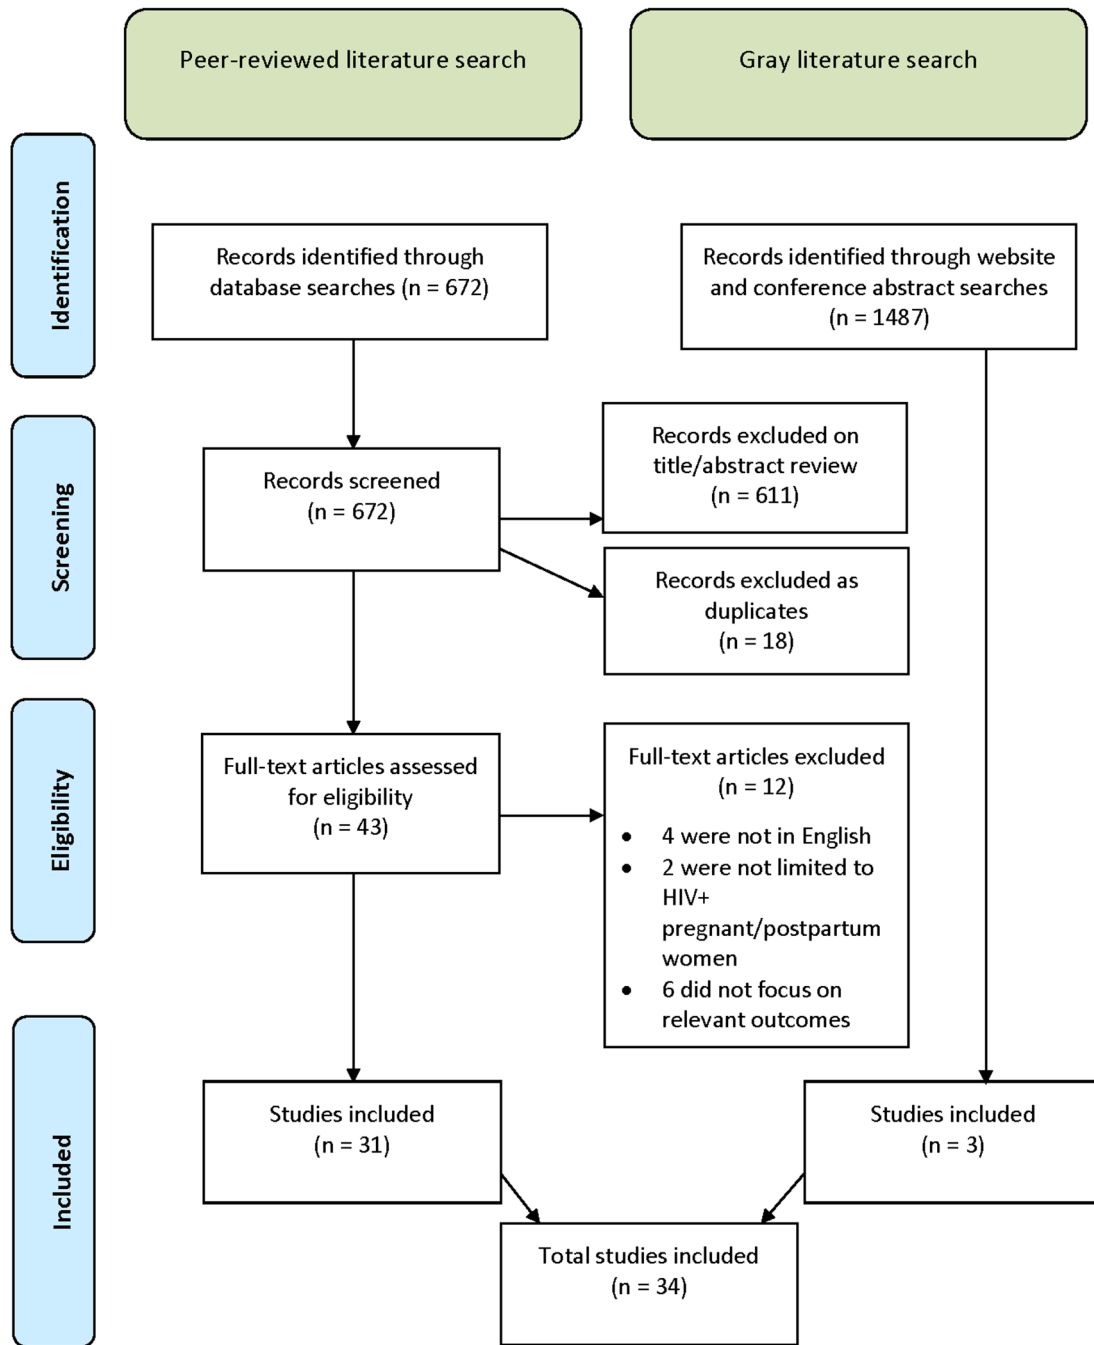 Peer-reviewed literature search
Gray literature search
Identification
Records identified through
database searches (n = 672)
Records identified through website
and conference abstract searches
(n = 1487)
Screening
Records screened
(n = 672)
Records excluded on
title/abstract review
(n = 611)
Records excluded as
duplicates
(n = 18)
Eligibility
Full-text articles assessed
for eligibility
(n = 43)
Full-text articles excluded
(n = 12)
• 4 were not in English
• 2 were not limited to
HIV+
pregnant/postpartum
women
• 6 did not focus on
relevant outcomes
Included
Studies included
(n = 31)
Studies included
(n = 3)
Total studies included
(n = 34)